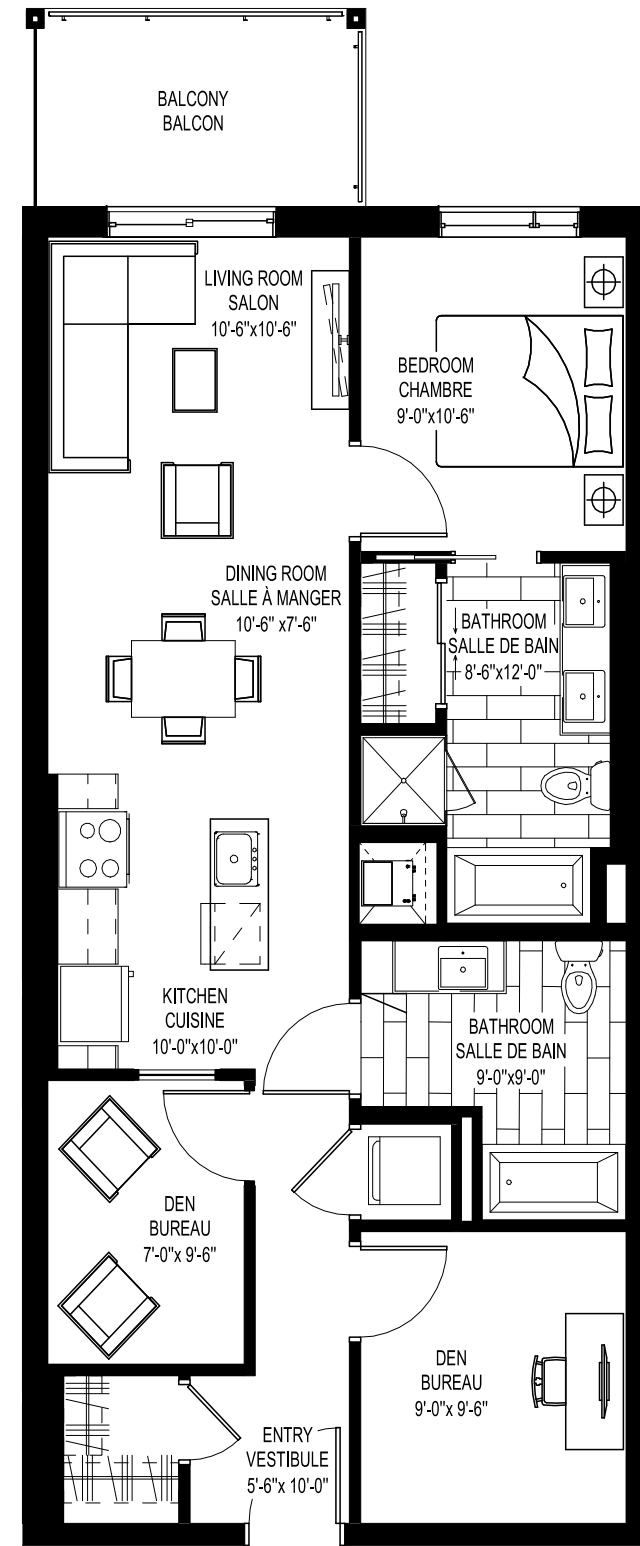 BALCONY
BALCON
LIVING ROOM
SALON
10'-6"x10'-6"
BEDROOM
CHAMBRE
9'-0"x10'-6"
DINING ROOM
SALLE À MANGER
10'-6" x7'-6"
BATHROOM
SALLE DE BAIN
8'-6"x12'-0"
KITCHEN
CUISINE
10'-0"x10'-0"
BATHROOM
SALLE DE BAIN
9'-0"x9'-0"
DEN
BUREAU
7'-0"x 9'-6"
DEN
BUREAU
9'-0"x 9'-6"
ENTRY
VESTIBULE
5'-6"x 10'-0"